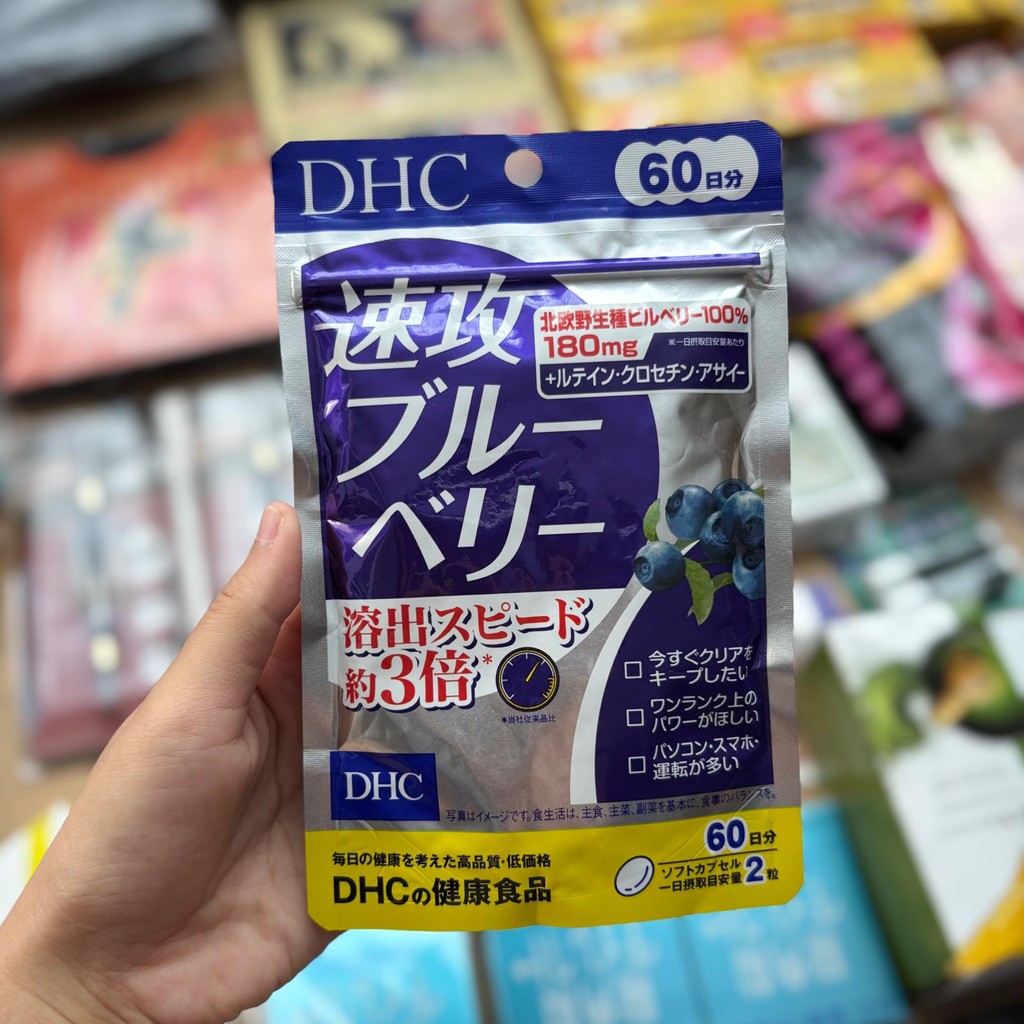 DHC
60日分
速攻
ブルー
ベリー
北欧野生種ビルベリー100%
180mg
※一日摂取目安量あたり
+ルテイン・クロセチン・アサイー
溶出スピード
約3倍*
*当社従来品比
□ 今すぐクリアを
キープしたい
□ ワンランク上の
パワーがほしい
□ パソコン・スマホ・
運転が多い
DHC
写真はイメージです。食生活は、主食、主菜、副菜を基本に、食事のバランスを。
毎日の健康を考えた高品質・低価格
DHCの健康食品
60日分
ソフトカプセル
一日摂取目安量2粒